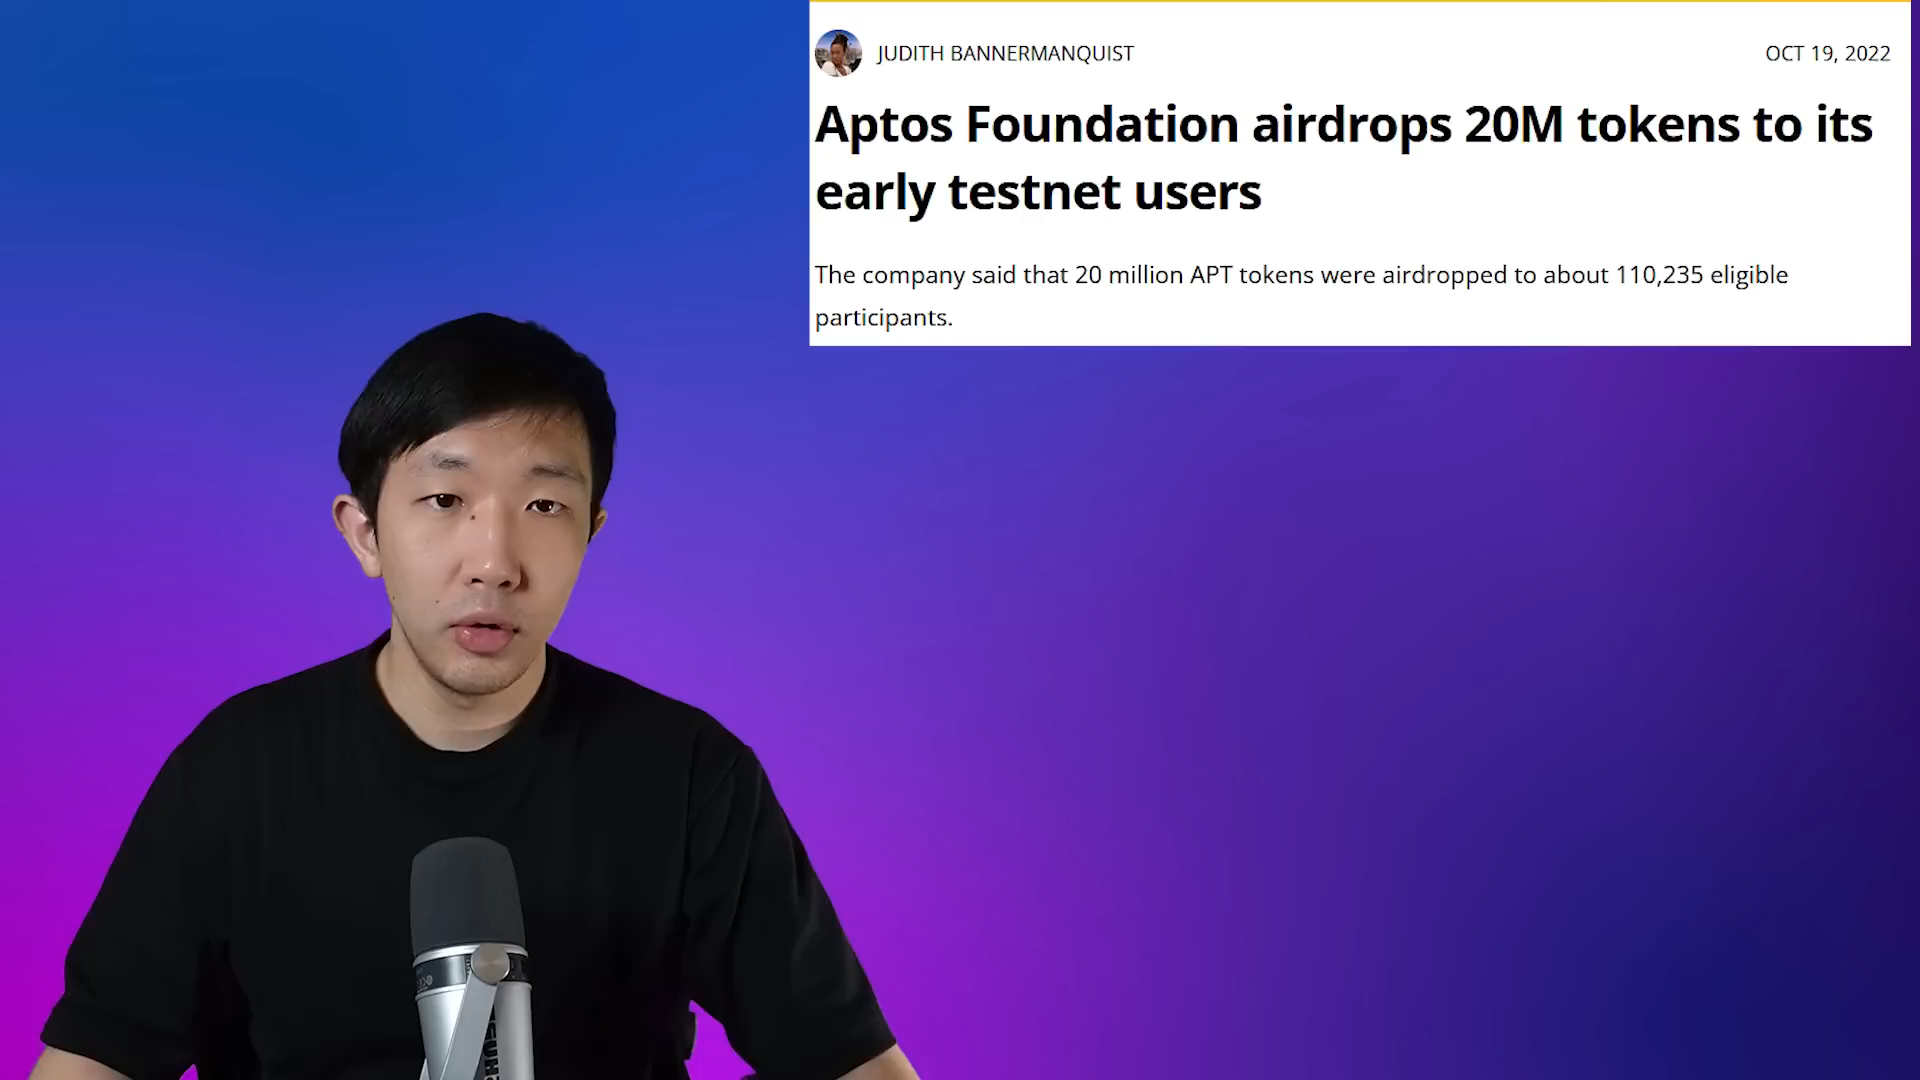 JUDITH BANNERMANQUIST
OCT 19, 2022
Aptos Foundation airdrops 20M tokens to its
early testnet users
The company said that 20 million APT tokens were airdropped to about 110,235 eligible
participants.